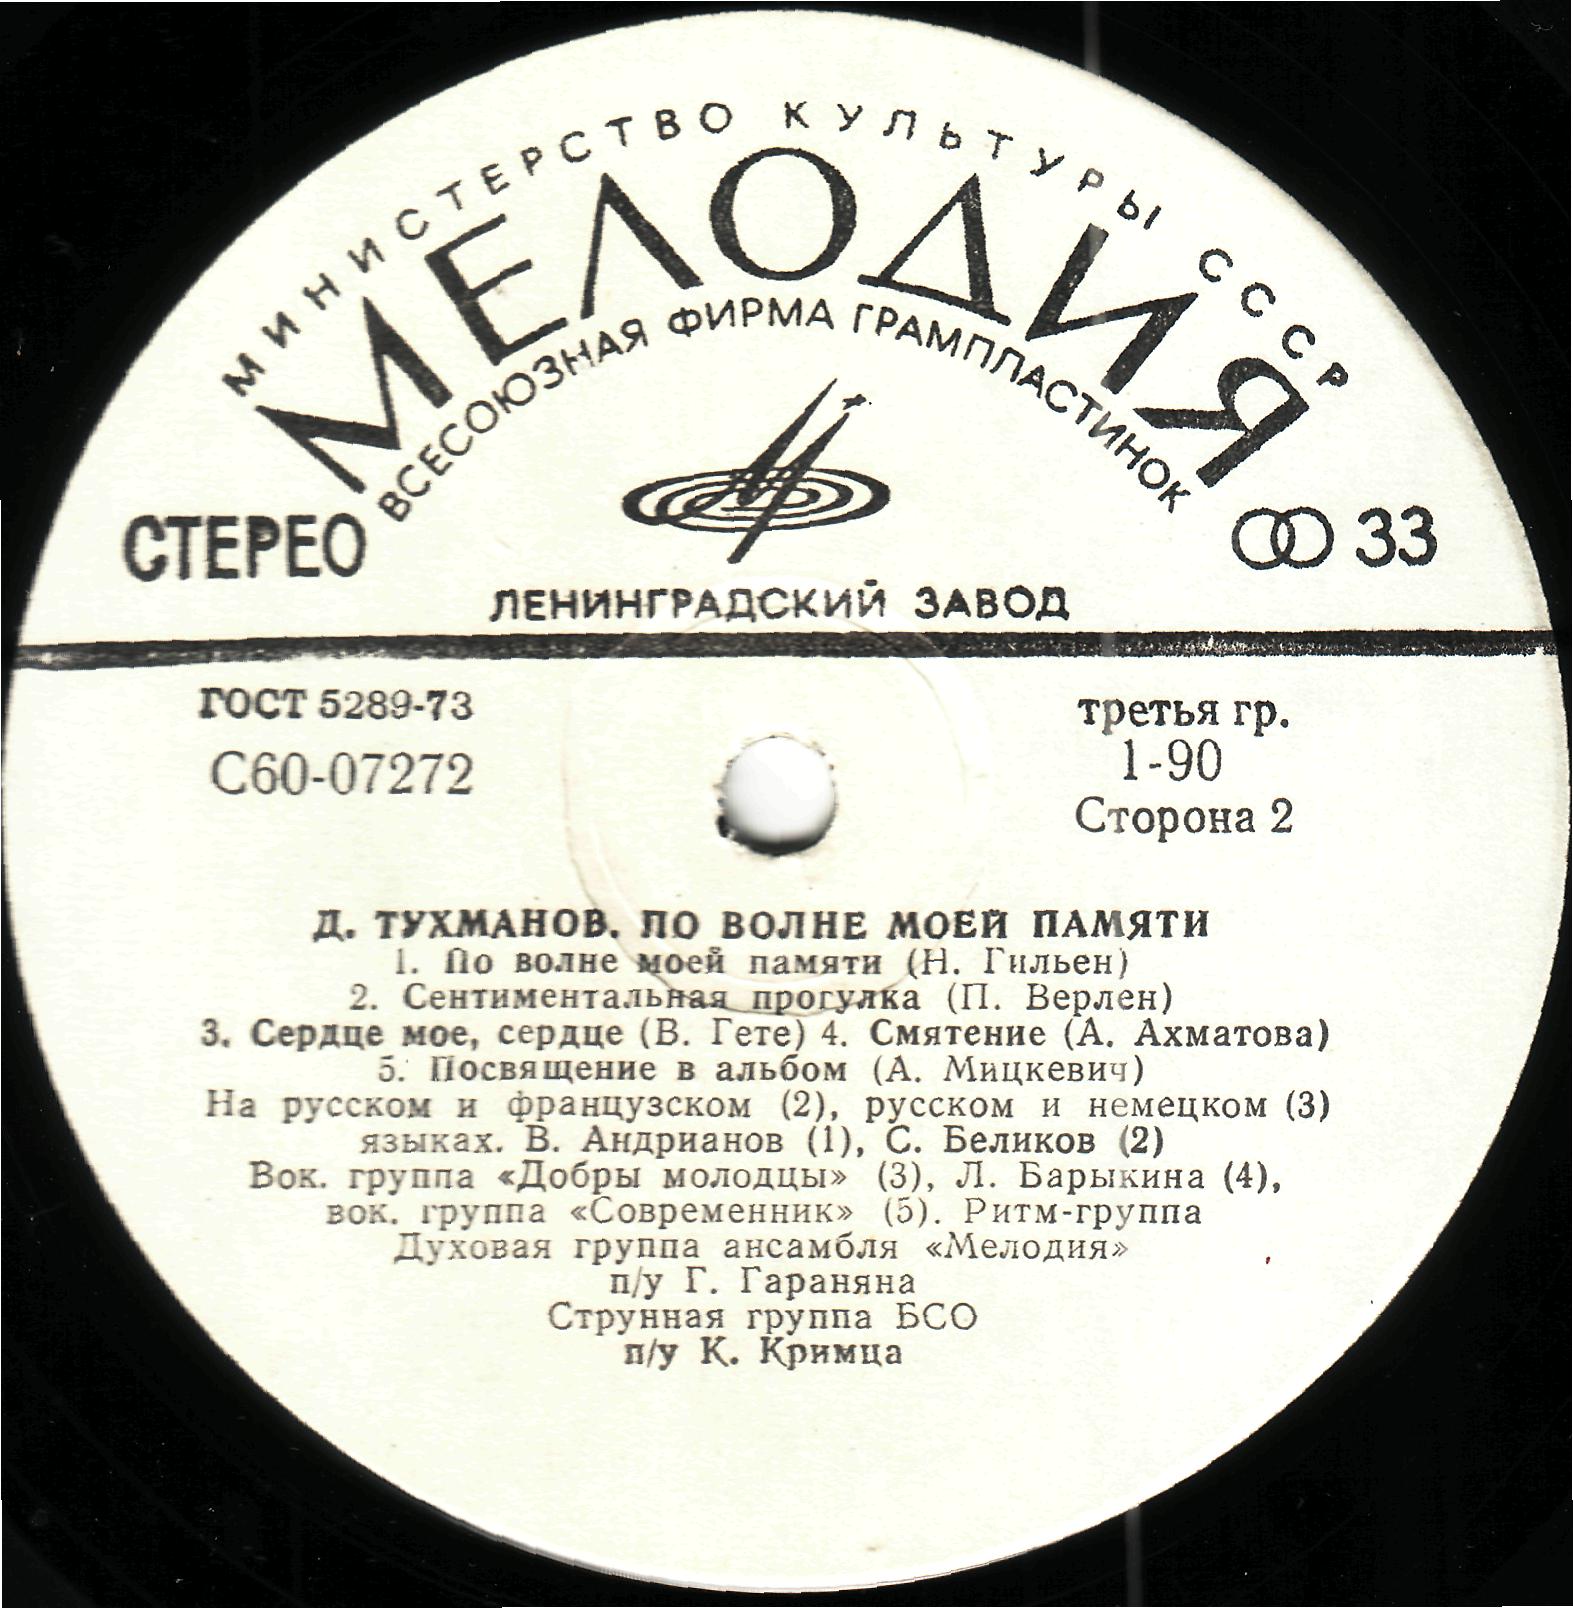 МИНИСТЕРСТВО КУЛЬТУРЫ СССР
МЕЛОДИЯ
ВСЕСОЮЗНАЯ ФИРМА ГРАМПЛАСТИНОК
СТЕРЕО
33
ЛЕНИНГРАДСКИЙ ЗАВОД
ГОСТ 5289-73
С60-07272
третья гр.
1-90
Сторона 2
Д. ТУХМАНОВ. ПО ВОЛНЕ МОЕЙ ПАМЯТИ
1. По волне моей памяти (Н. Гильен)
2. Сентиментальная прогулка (П. Верлен)
3. Сердце мое, сердце (В. Гете) 4. Смятение (А. Ахматова)
5. Посвящение в альбом (А. Мицкевич)
На русском и французском (2), русском и немецком (3)
языках. В. Андрианов (1), С. Беликов (2)
Вок. группа «Добры молодцы» (3), Л. Барыкина (4),
вок. группа «Современник» (5). Ритм-группа
Духовая группа ансамбля «Мелодия»
п/у Г. Гараняна
Струнная группа БСО
п/у К. Кримца